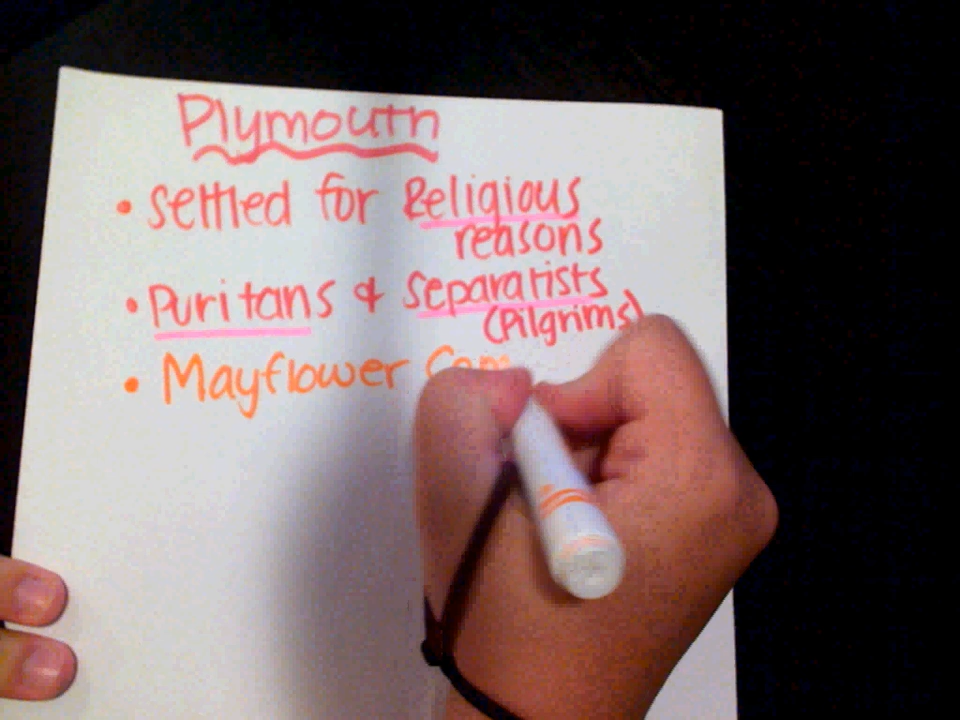 Plymouth
• settled for Religious
reasons
• Puritans & Separatists
(Pilgrims)
• Mayflower